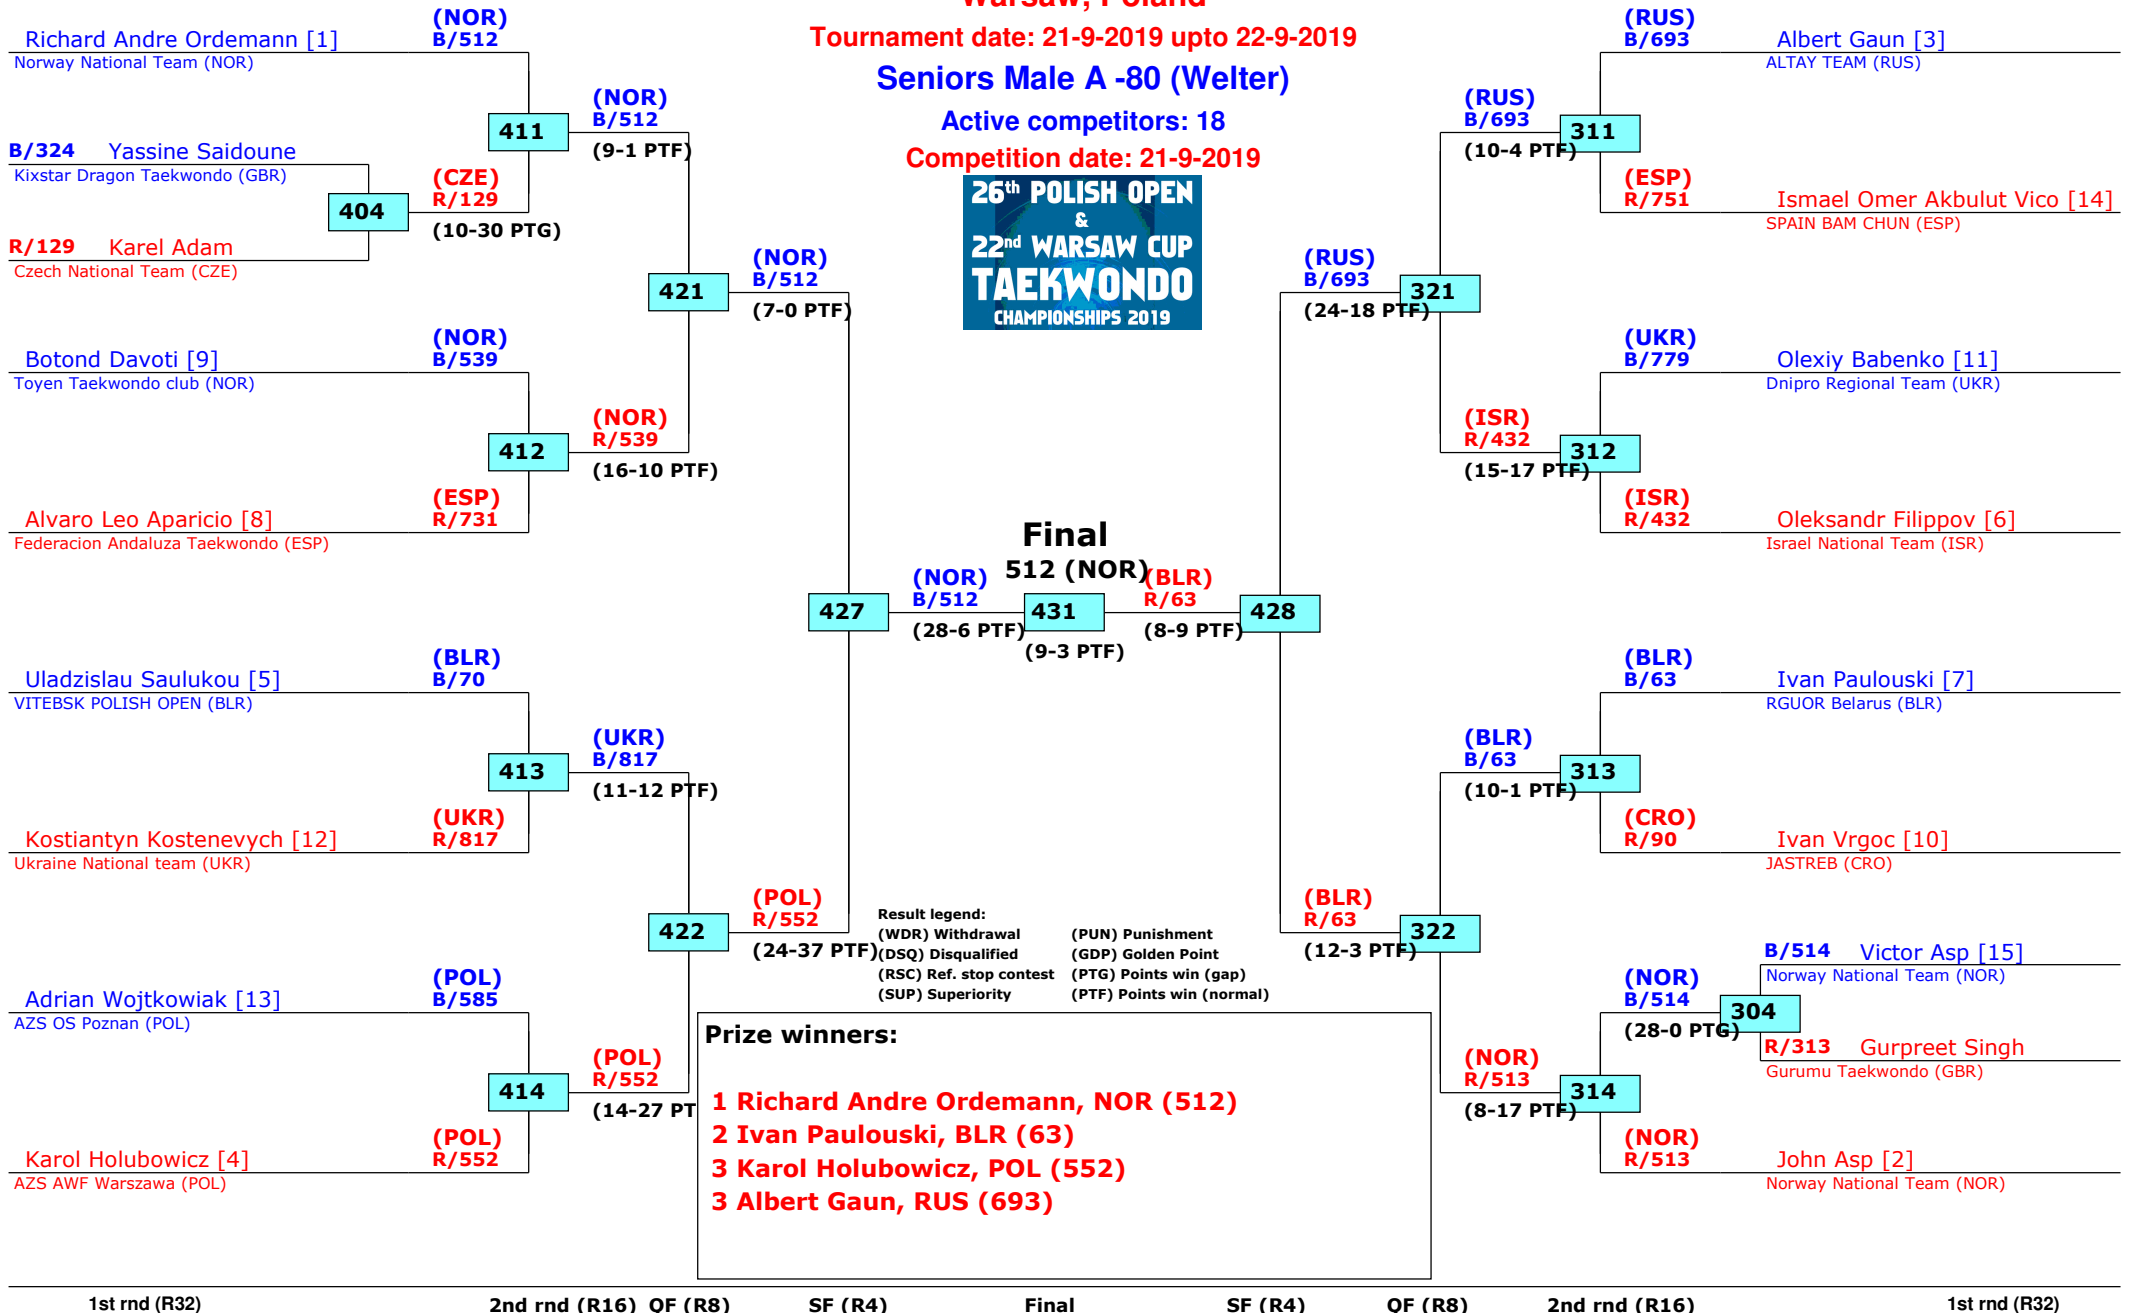 Warsaw, Poland
Tournament date: 21-9-2019 upto 22-9-2019
Seniors Male A -80 (Welter)
Active competitors: 18
Competition date: 21-9-2019
26th POLISH OPEN
&
22nd WARSAW CUP
TAEKWONDO
CHAMPIONSHIPS 2019
Richard Andre Ordemann [1]
Norway National Team (NOR)
(NOR)
B/512
B/324 Yassine Saidoune
Kixstar Dragon Taekwondo (GBR)
404
R/129 Karel Adam
Czech National Team (CZE)
(CZE)
R/129
(10-30 PTG)
411
(NOR)
B/512
(9-1 PTF)
Botond Davoti [9]
Toyen Taekwondo club (NOR)
(NOR)
B/539
412
Alvaro Leo Aparicio [8]
Federacion Andaluza Taekwondo (ESP)
(ESP)
R/731
(NOR)
R/539
(16-10 PTF)
421
(NOR)
B/512
(7-0 PTF)
Uladzislau Saulukou [5]
VITEBSK POLISH OPEN (BLR)
(BLR)
B/70
413
Kostiantyn Kostenevych [12]
Ukraine National team (UKR)
(UKR)
R/817
(UKR)
B/817
(11-12 PTF)
Adrian Wojtkowiak [13]
AZS OS Poznan (POL)
(POL)
B/585
414
Karol Holubowicz [4]
AZS AWF Warszawa (POL)
(POL)
R/552
(POL)
R/552
(14-27 PT
422
(POL)
R/552
(24-37 PTF)
427
(NOR)
B/512
(28-6 PTF)
Final
512 (NOR)
431
(9-3 PTF)
(BLR)
R/63
(8-9 PTF)
428
(RUS)
B/693
(24-18 PTF)
321
(RUS)
B/693
(10-4 PTF)
311
(RUS)
B/693
Albert Gaun [3]
ALTAY TEAM (RUS)
(ESP)
R/751
Ismael Omer Akbulut Vico [14]
SPAIN BAM CHUN (ESP)
(ISR)
R/432
(15-17 PTF)
312
(UKR)
B/779
Olexiy Babenko [11]
Dnipro Regional Team (UKR)
(ISR)
R/432
Oleksandr Filippov [6]
Israel National Team (ISR)
(BLR)
R/63
(12-3 PTF)
322
(BLR)
B/63
(10-1 PTF)
313
(BLR)
B/63
Ivan Paulouski [7]
RGUOR Belarus (BLR)
(CRO)
R/90
Ivan Vrgoc [10]
JASTREB (CRO)
(NOR)
R/513
(8-17 PTF)
314
(NOR)
B/514
(28-0 PTG)
304
B/514 Victor Asp [15]
Norway National Team (NOR)
R/313 Gurpreet Singh
Gurumu Taekwondo (GBR)
(NOR)
R/513
John Asp [2]
Norway National Team (NOR)
Result legend:
(WDR) Withdrawal (PUN) Punishment
(DSQ) Disqualified (GDP) Golden Point
(RSC) Ref. stop contest (PTG) Points win (gap)
(SUP) Superiority (PTF) Points win (normal)
Prize winners:
1 Richard Andre Ordemann, NOR (512)
2 Ivan Paulouski, BLR (63)
3 Karol Holubowicz, POL (552)
3 Albert Gaun, RUS (693)
1st rnd (R32) 2nd rnd (R16) QF (R8) SF (R4) Final SF (R4) QF (R8) 2nd rnd (R16) 1st rnd (R32)